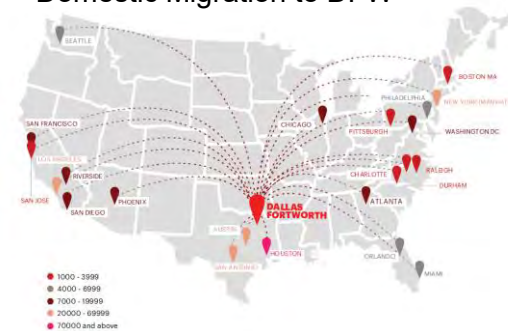 Domestic Migration to DFW
SEATTLE
BOSTON MA
PHILADELPHIA
NEW YORK
SAN FRANCISCO
CHICAGO
PITTSBURGH
WASHINGTON DC
LOS ANGELES
RIVERSIDE
CHARLOTTE
RALEIGH
DURHAM
SAN JOSE
SAN DIEGO
PHOENIX
ATLANTA
DALLAS
FORTWORTH
AUSTIN
HOUSTON
SAN ANTONIO
ORLANDO
MIAMI
1000 - 3999
4000 - 6999
7000 - 19999
20000 - 69999
70000 and above